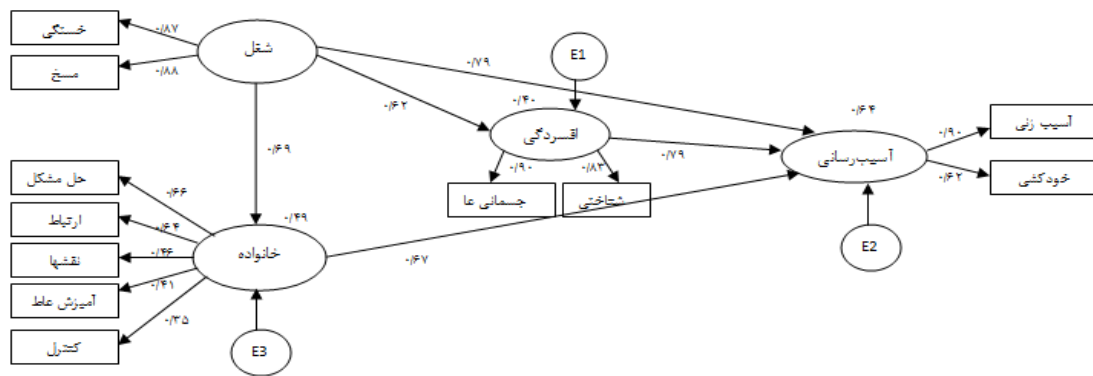 خستگی
۰/۸۷
شغل
مسخ
۰/۸۸
E1
۰/۷۹
۰/۶۲
۰/۴۰
افسردگی
۰/۶۴
آسیب‌رسانی
۰/۹۰
آسیب زنی
۰/۷۹
۰/۶۲
خودکشی
۰/۶۹
۰/۹۰
۰/۸۳
جسمانی عا
شناختی
حل مشکل
۰/۶۶
۰/۴۹
ارتباط
۰/۶۴
خانواده
نقشها
۰/۴۶
۰/۶۷
E2
آمیزش عاط
۰/۴۱
۰/۳۵
کنترل
E3